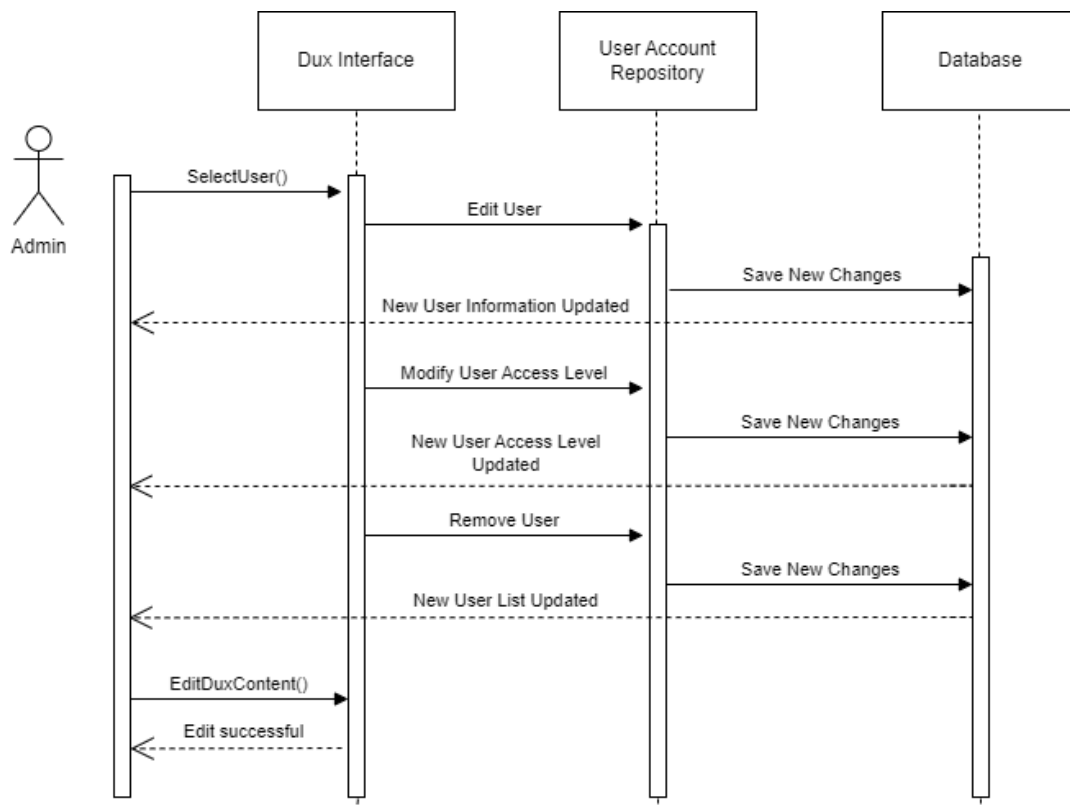 Dux Interface
User Account
Repository
Database
Admin
SelectUser()
Edit User
Save New Changes
New User Information Updated
Modify User Access Level
Save New Changes
New User Access Level
Updated
Remove User
Save New Changes
New User List Updated
EditDuxContent()
Edit successful